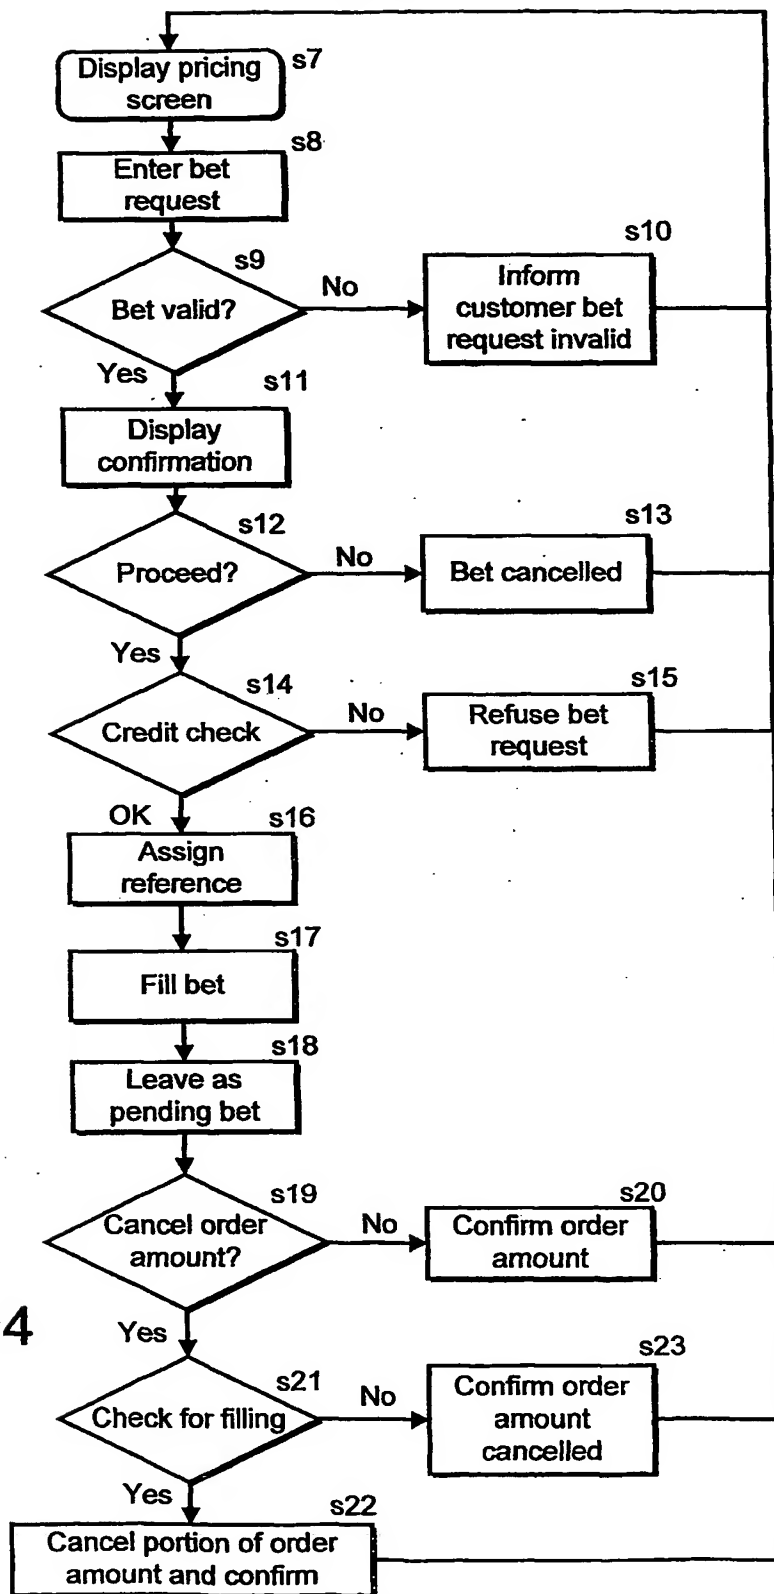 Display pricing
screen
s7
s8
Enter bet
request
s9
Bet valid?
No
s10
Inform
customer bet
request invalid
Yes
s11
Display
confirmation
s12
Proceed?
No
s13
Bet cancelled
Yes
s14
Credit check
No
s15
Refuse bet
request
OK
s16
Assign
reference
s17
Fill bet
s18
Leave as
pending bet
s19
Cancel order
amount?
No
s20
Confirm order
amount
4
Yes
s21
Check for filling
No
s23
Confirm order
amount
cancelled
Yes
s22
Cancel portion of order
amount and confirm